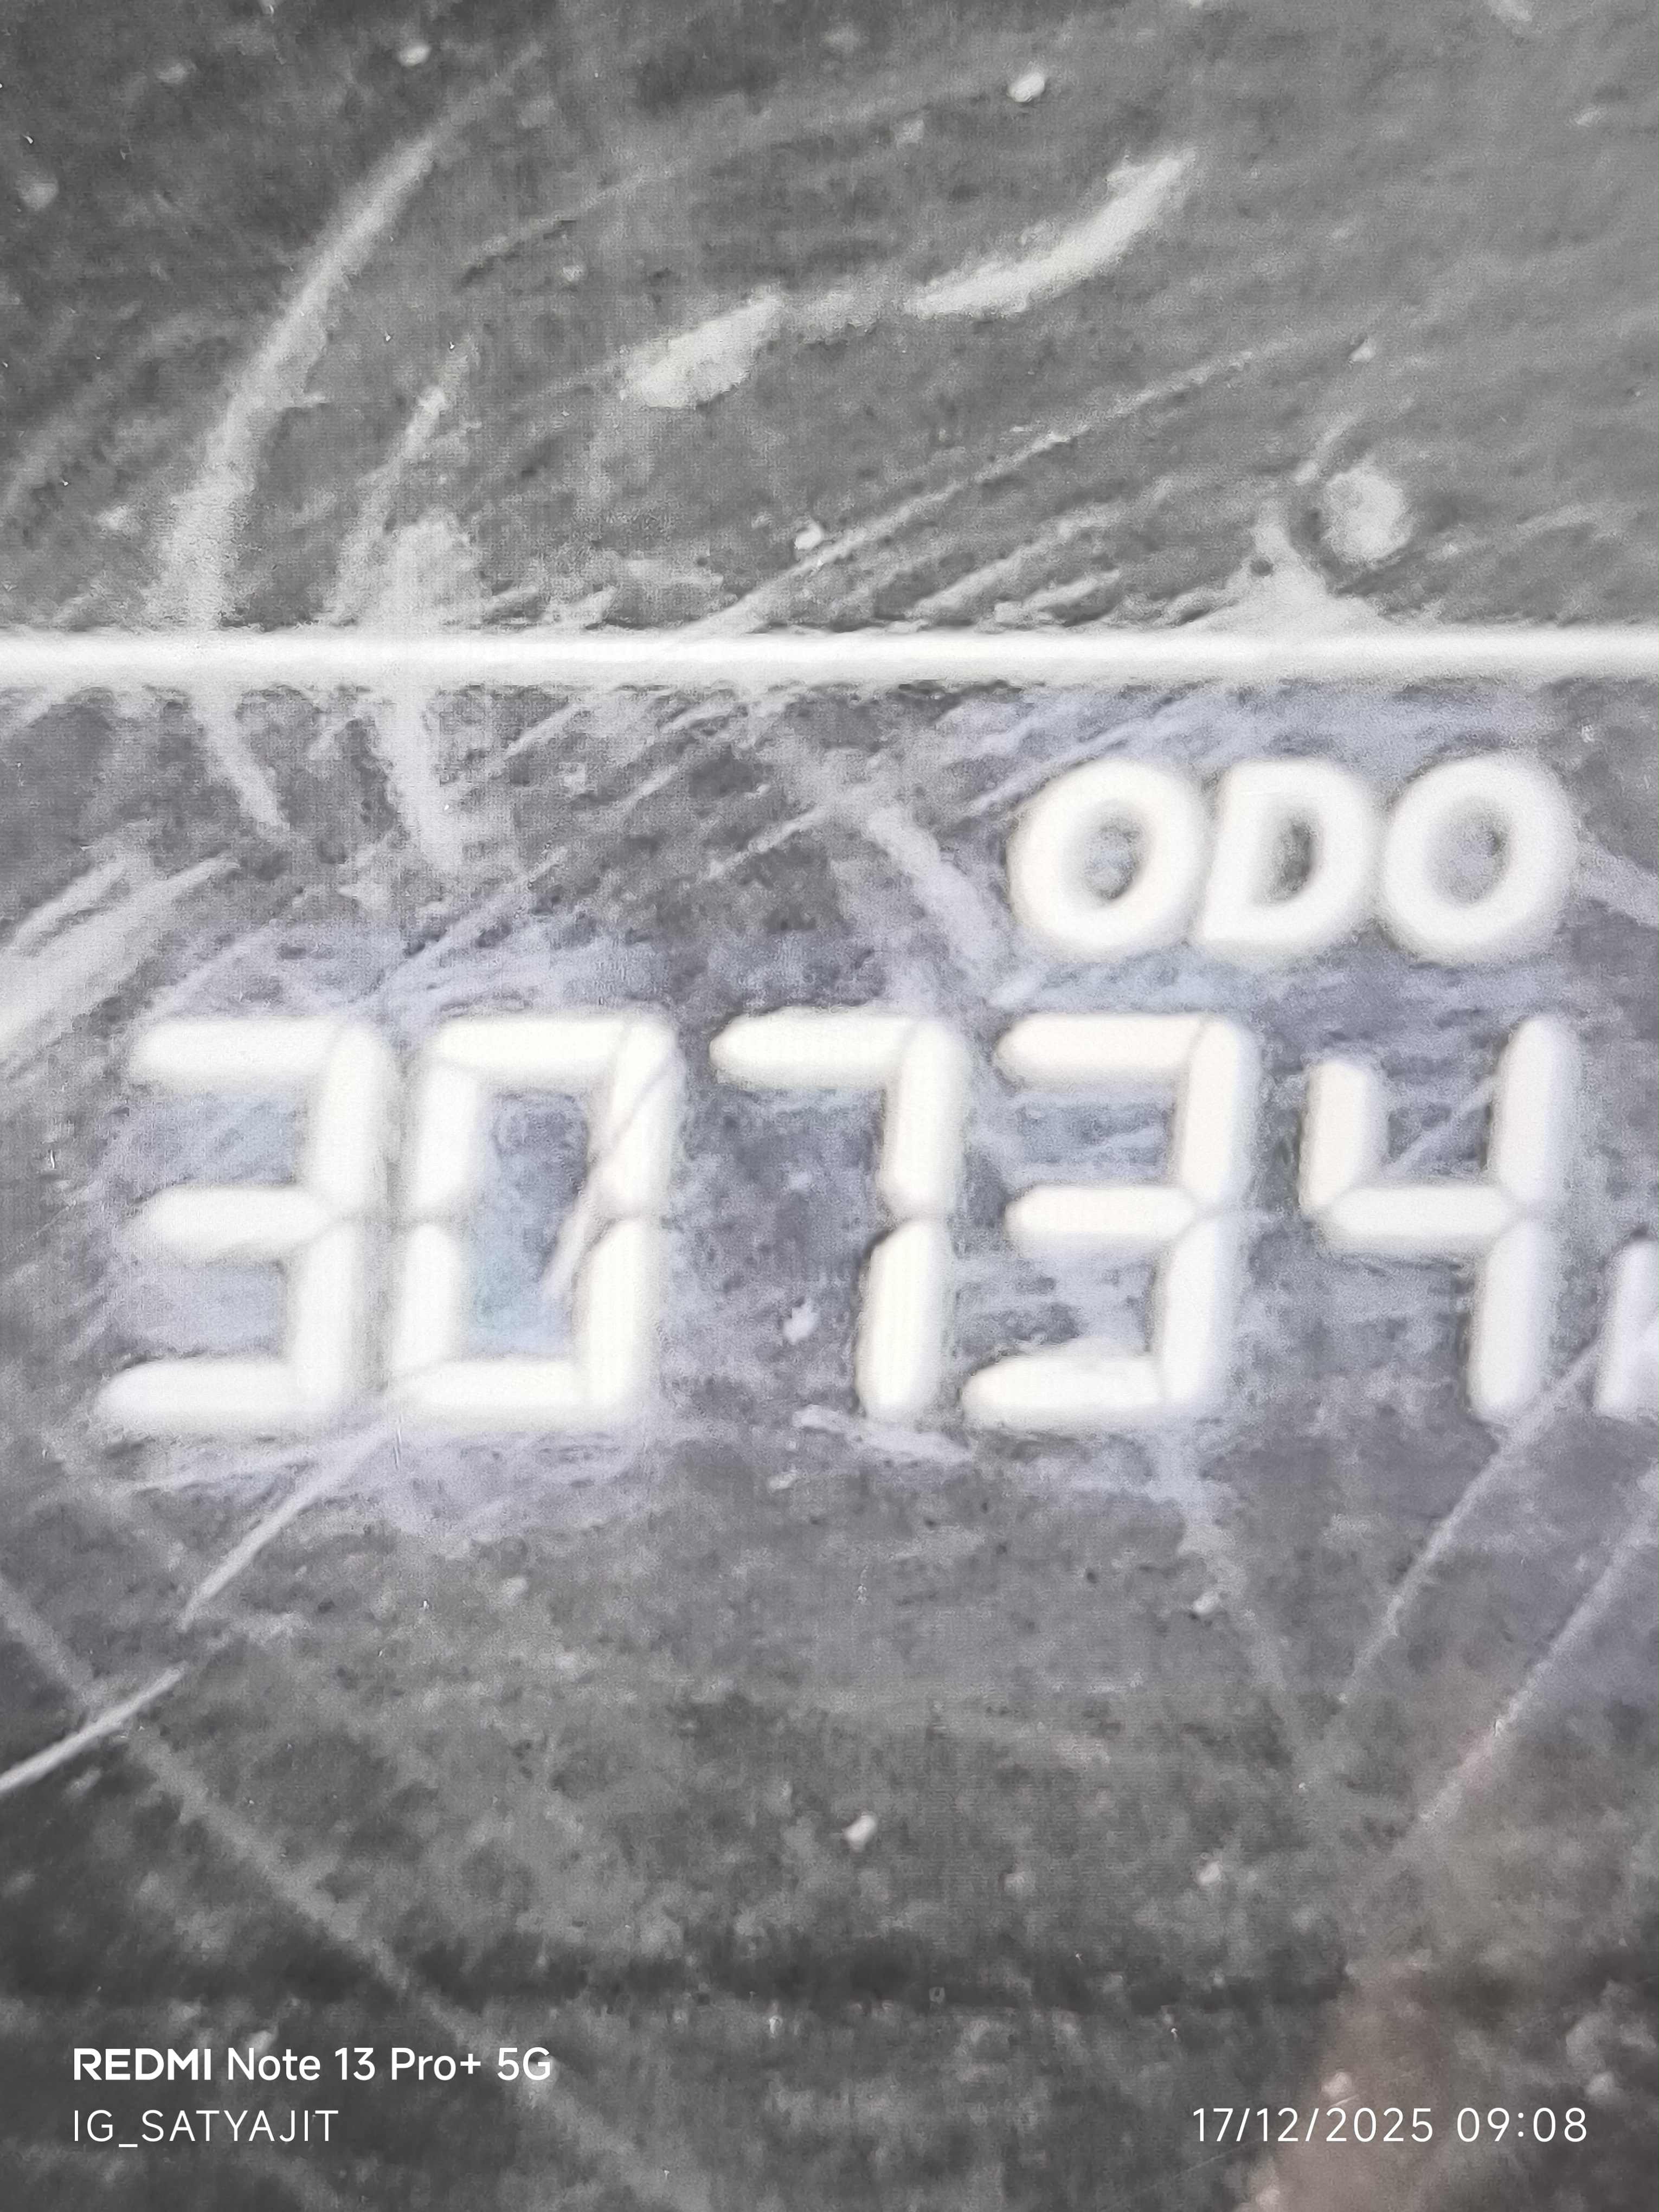 ODO
30734
REDMI Note 13 Pro+ 5G
IG_SATYAJIT
17/12/2025 09:08